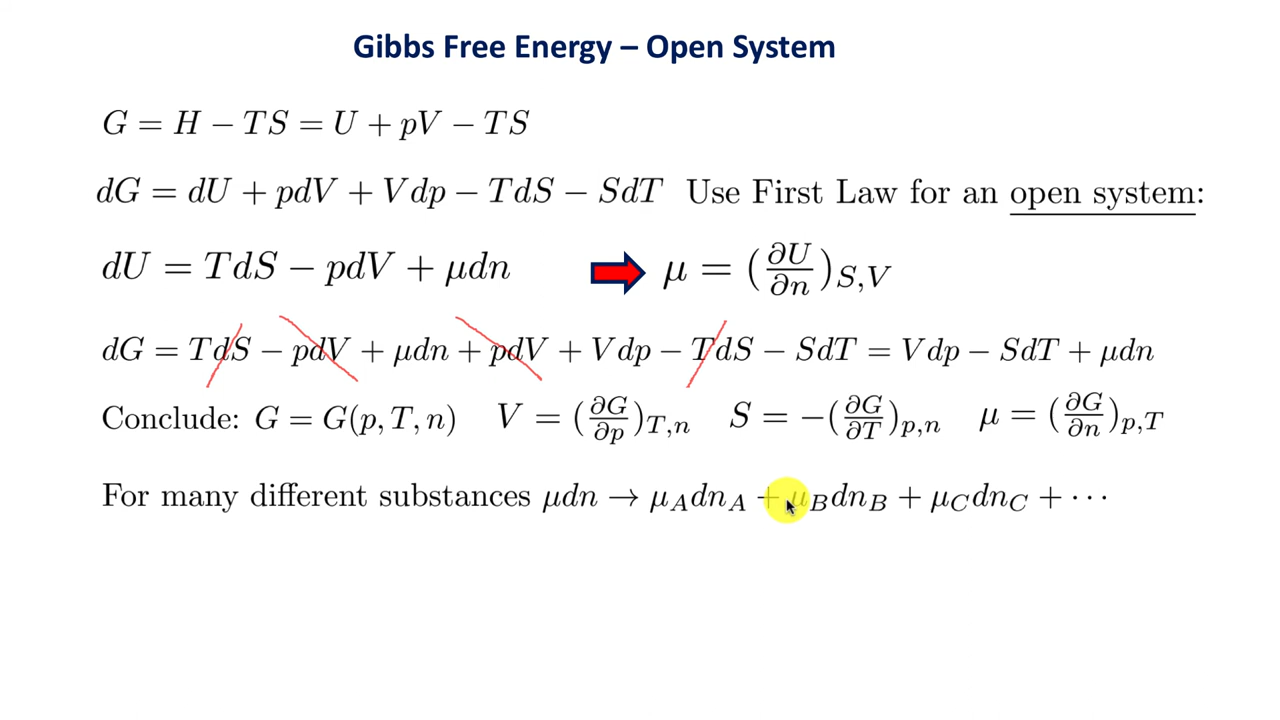 Gibbs Free Energy – Open System
G = H − TS = U + pV − TS
dG = dU + pdV + Vdp − TdS − SdT Use First Law for an open system:
dU = TdS − pdV + μdn μ = (∂U/∂n)_{S,V}
dG = TdS − pdV + μdn + pdV + Vdp − TdS − SdT = Vdp − SdT + μdn
Conclude: G = G(p, T, n) V = (∂G/∂p)_{T,n} S = −(∂G/∂T)_{p,n} μ = (∂G/∂n)_{p,T}
For many different substances μdn → μ_A dn_A + μ_B dn_B + μ_C dn_C + ⋯